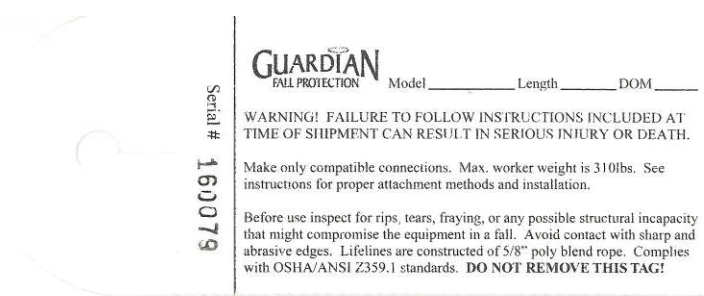 Serial # 160079
GUARDIAN
FALL PROTECTION
Model ________ Length ________ DOM ______
WARNING! FAILURE TO FOLLOW INSTRUCTIONS INCLUDED AT
TIME OF SHIPMENT CAN RESULT IN SERIOUS INJURY OR DEATH.
Make only compatible connections. Max. worker weight is 310lbs. See
instructions for proper attachment methods and installation.
Before use inspect for rips, tears, fraying, or any possible structural incapacity
that might compromise the equipment in a fall. Avoid contact with sharp and
abrasive edges. Lifelines are constructed of 5/8" poly blend rope. Complies
with OSHA/ANSI Z359.1 standards. DO NOT REMOVE THIS TAG!